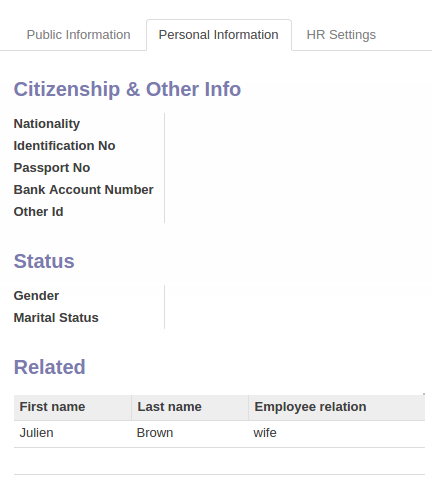 Public Information Personal Information HR Settings
Citizenship & Other Info
Nationality
Identification No
Passport No
Bank Account Number
Other Id
Status
Gender
Marital Status
Related
First name Last name Employee relation
Julien Brown wife